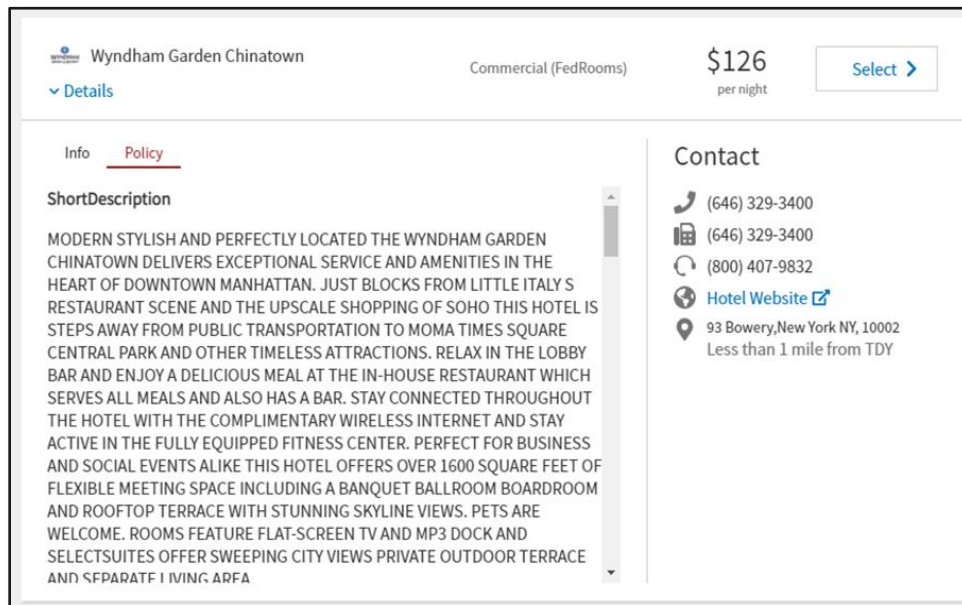 Wyndham Garden Chinatown
Details
Commercial (FedRooms)
$126
per night
Select
Info
Policy
ShortDescription
MODERN STYLISH AND PERFECTLY LOCATED THE WYNDHAM GARDEN
CHINATOWN DELIVERS EXCEPTIONAL SERVICE AND AMENITIES IN THE
HEART OF DOWNTOWN MANHATTAN. JUST BLOCKS FROM LITTLE ITALY S
RESTAURANT SCENE AND THE UPSCALE SHOPPING OF SOHO THIS HOTEL IS
STEPS AWAY FROM PUBLIC TRANSPORTATION TO MOMA TIMES SQUARE
CENTRAL PARK AND OTHER TIMELESS ATTRACTIONS. RELAX IN THE LOBBY
BAR AND ENJOY A DELICIOUS MEAL AT THE IN-HOUSE RESTAURANT WHICH
SERVES ALL MEALS AND ALSO HAS A BAR. STAY CONNECTED THROUGHOUT
THE HOTEL WITH THE COMPLIMENTARY WIRELESS INTERNET AND STAY
ACTIVE IN THE FULLY EQUIPPED FITNESS CENTER. PERFECT FOR BUSINESS
AND SOCIAL EVENTS ALIKE THIS HOTEL OFFERS OVER 1600 SQUARE FEET OF
FLEXIBLE MEETING SPACE INCLUDING A BANQUET BALLROOM BOARDROOM
AND ROOFTOP TERRACE WITH STUNNING SKYLINE VIEWS. PETS ARE
WELCOME. ROOMS FEATURE FLAT-SCREEN TV AND MP3 DOCK AND
SELECTSUITES OFFER SWEEPING CITY VIEWS PRIVATE OUTDOOR TERRACE
AND SEPARATE LIVING AREA
Contact
(646) 329-3400
(646) 329-3400
(800) 407-9832
Hotel Website
93 Bowery,New York NY, 10002
Less than 1 mile from TDY